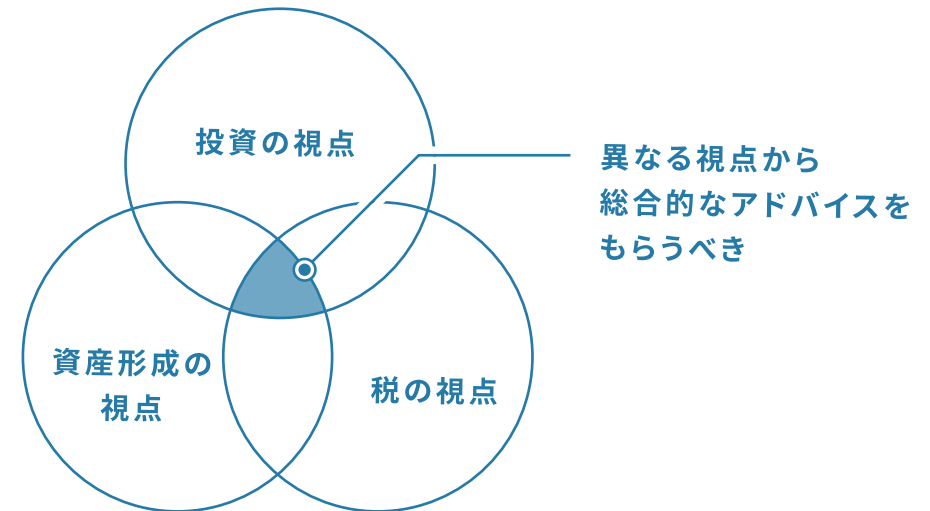 投資の視点
異なる視点から
総合的なアドバイスを
もらうべき
資産形成の
視点
税の視点